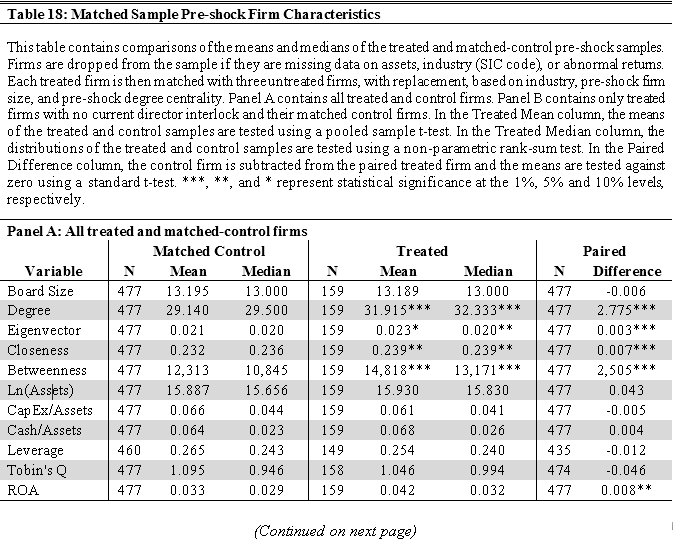 Table 18: Matched Sample Pre-shock Firm Characteristics
This table contains comparisons of the means and medians of the treated and matched-control pre-shock samples.
Firms are dropped from the sample if they are missing data on assets, industry (SIC code), or abnormal returns.
Each treated firm is then matched with three untreated firms, with replacement, based on industry, pre-shock firm
size, and pre-shock degree centrality. Panel A contains all treated and control firms. Panel B contains only treated
firms with no current director interlock and their matched control firms. In the Treated Mean column, the means
of the treated and control samples are tested using a pooled sample t-test. In the Treated Median column, the
distributions of the treated and control samples are tested using a non-parametric rank-sum test. In the Paired
Difference column, the control firm is subtracted from the paired treated firm and the means are tested against
zero using a standard t-test. ***, **, and * represent statistical significance at the 1%, 5% and 10% levels,
respectively.
Panel A: All treated and matched-control firms
Matched Control Treated Paired
Variable N Mean Median N Mean Median N Difference
Board Size 477 13.195 13.000 159 13.189 13.000 477 -0.006
Degree 477 29.140 29.500 159 31.915*** 32.333*** 477 2.775***
Eigenvector 477 0.021 0.020 159 0.023* 0.020** 477 0.003***
Closeness 477 0.232 0.236 159 0.239** 0.239** 477 0.007***
Betweenness 477 12,313 10,845 159 14,818*** 13,171*** 477 2,505***
Ln(Assets) 477 15.887 15.656 159 15.930 15.830 477 0.043
CapEx/Assets 477 0.066 0.044 159 0.061 0.041 477 -0.005
Cash/Assets 477 0.064 0.023 159 0.068 0.026 477 0.004
Leverage 460 0.265 0.243 149 0.254 0.240 435 -0.012
Tobin's Q 477 1.095 0.946 158 1.046 0.994 474 -0.046
ROA 477 0.033 0.029 159 0.042 0.032 477 0.008**
(Continued on next page)